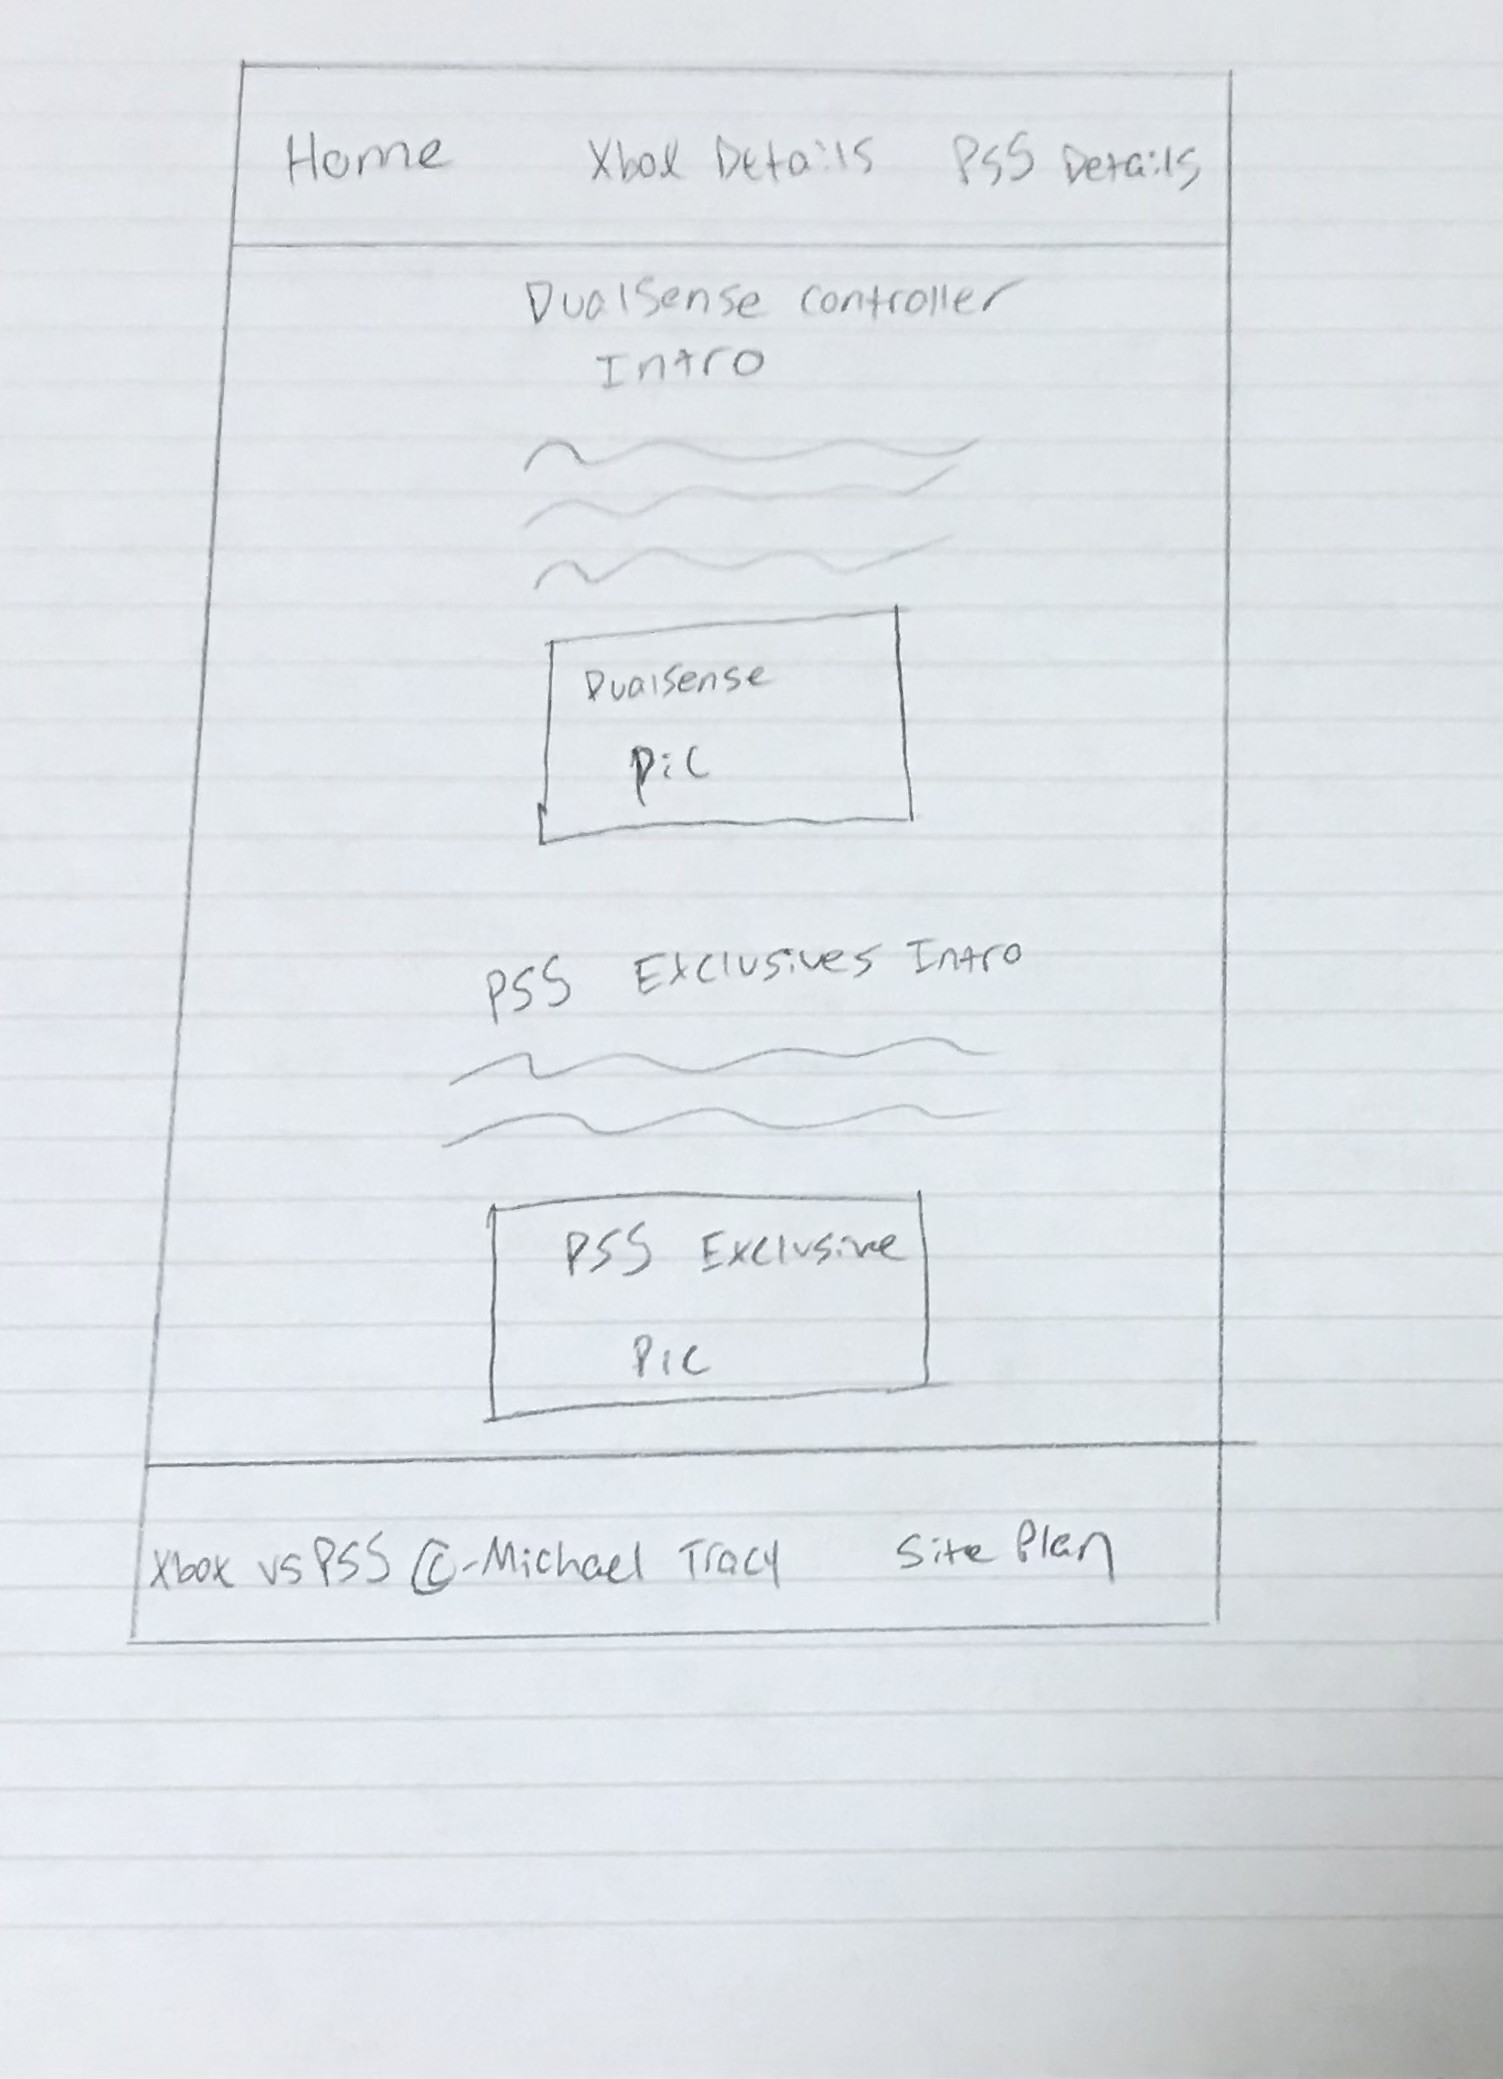 Home Xbox Details PS5 Details
DualSense Controller
Intro
DualSense
Pic
PS5 Exclusives Intro
PS5 Exclusive
Pic
Xbox vs PS5 ©-Michael Tracy Site Plan